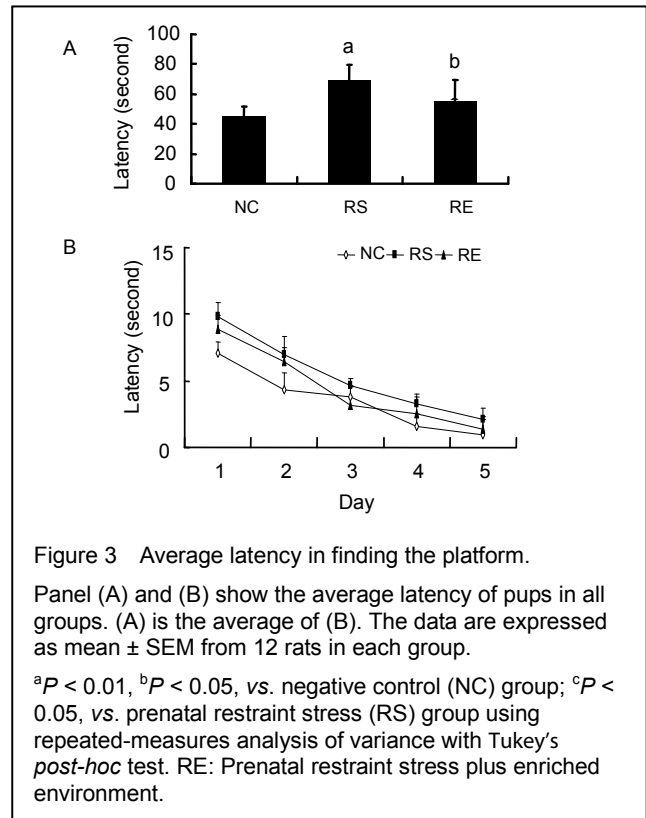 A
Latency (second)
100
80
60
40
20
0
a
b
NC
RS
RE
B
Latency (second)
15
10
5
0
NC RS RE
1 2 3 4 5
Day
Figure 3 Average latency in finding the platform.
Panel (A) and (B) show the average latency of pups in all
groups. (A) is the average of (B). The data are expressed
as mean ± SEM from 12 rats in each group.
ᵃP < 0.01, ᵇP < 0.05, vs. negative control (NC) group; ᶜP <
0.05, vs. prenatal restraint stress (RS) group using
repeated-measures analysis of variance with Tukey's
post-hoc test. RE: Prenatal restraint stress plus enriched
environment.